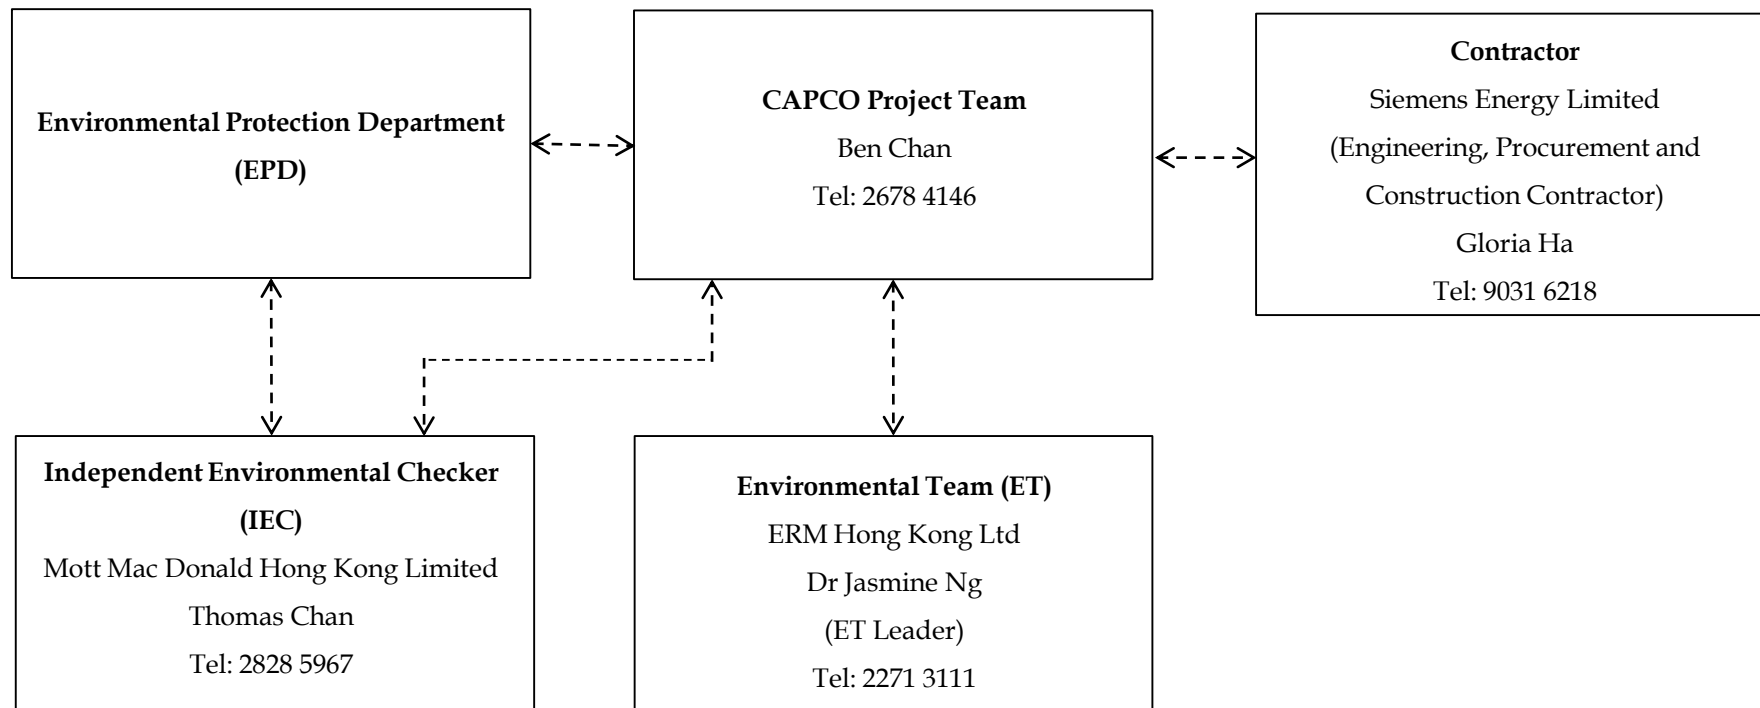 Environmental Protection Department
(EPD)
CAPCO Project Team
Ben Chan
Tel: 2678 4146
Contractor
Siemens Energy Limited
(Engineering, Procurement and
Construction Contractor)
Gloria Ha
Tel: 9031 6218
Independent Environmental Checker
(IEC)
Mott Mac Donald Hong Kong Limited
Thomas Chan
Tel: 2828 5967
Environmental Team (ET)
ERM Hong Kong Ltd
Dr Jasmine Ng
(ET Leader)
Tel: 2271 3111